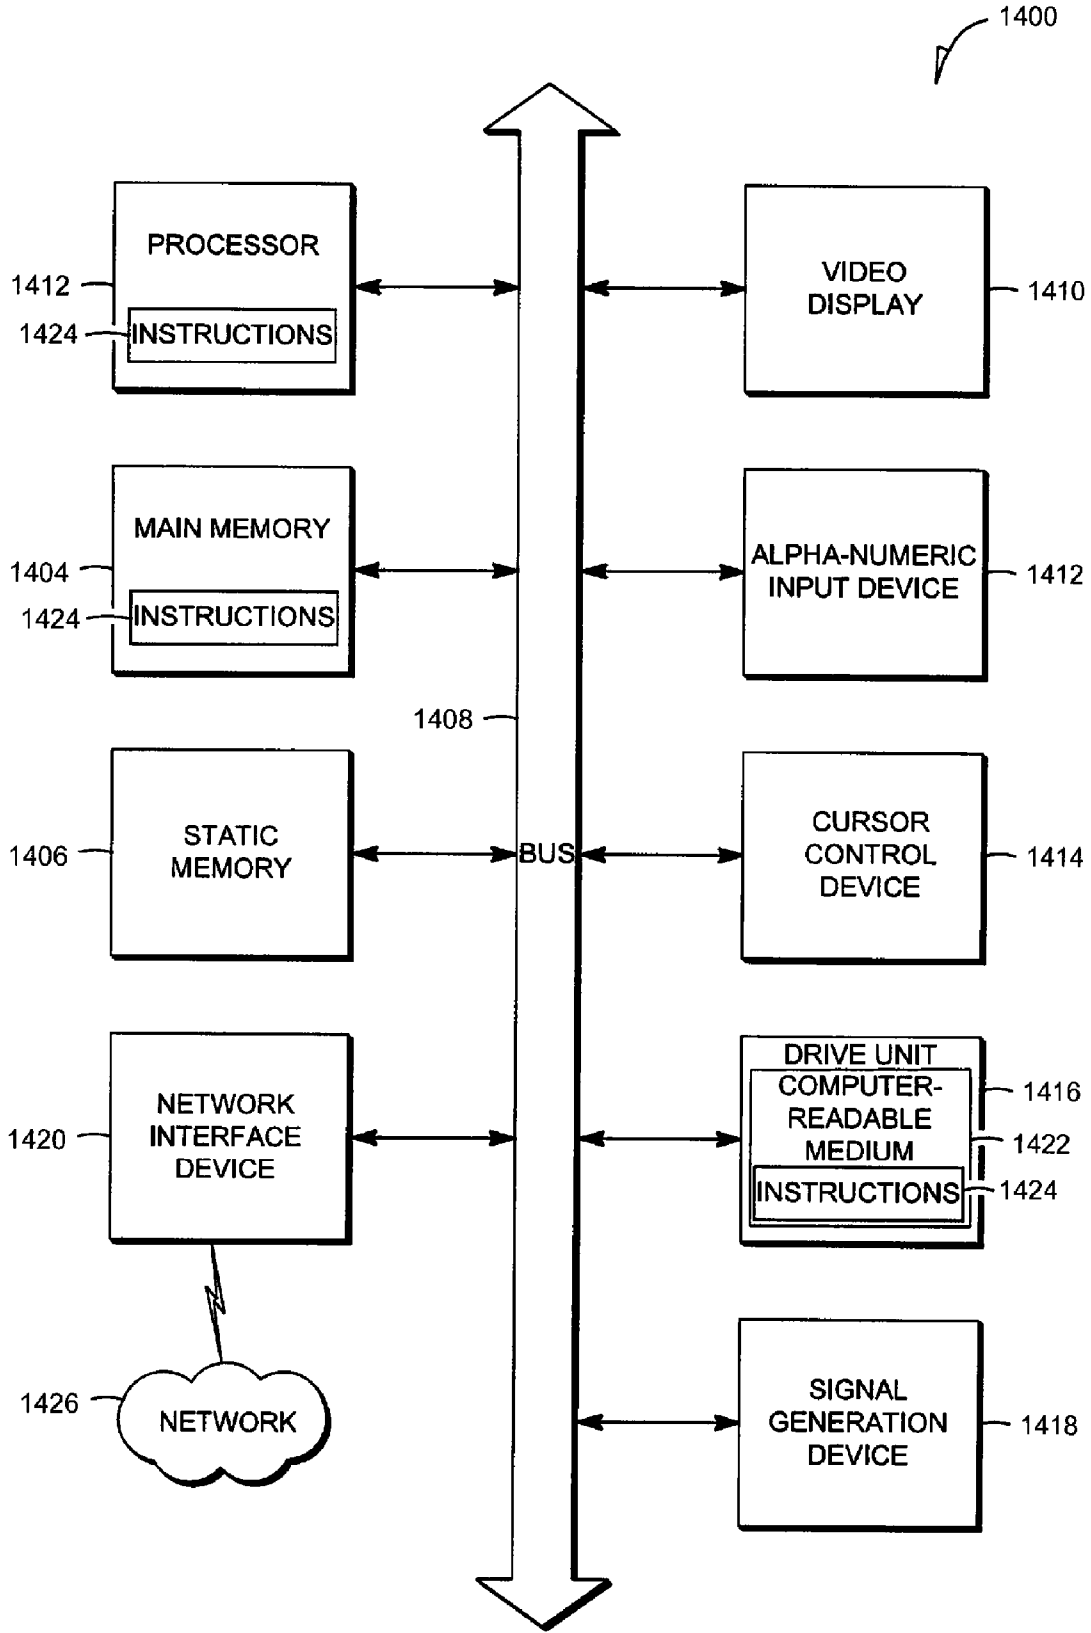 1400
PROCESSOR
1412
1424
INSTRUCTIONS
VIDEO
DISPLAY
1410
MAIN MEMORY
1404
1424
INSTRUCTIONS
ALPHA-NUMERIC
INPUT DEVICE
1412
1408
STATIC
MEMORY
1406
BUS
CURSOR
CONTROL
DEVICE
1414
NETWORK
INTERFACE
DEVICE
1420
DRIVE UNIT
COMPUTER-
READABLE
MEDIUM
1416
1422
INSTRUCTIONS
1424
1426
NETWORK
SIGNAL
GENERATION
DEVICE
1418